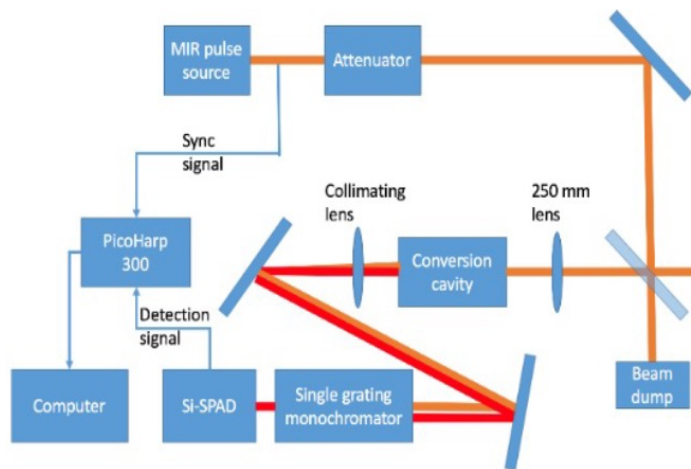 MIR pulse
source
Attenuator
Sync
signal
Collimating
lens
250 mm
lens
PicoHarp
300
Conversion
cavity
Detection
signal
Computer
Si-SPAD
Single grating
monochromator
Beam
dump